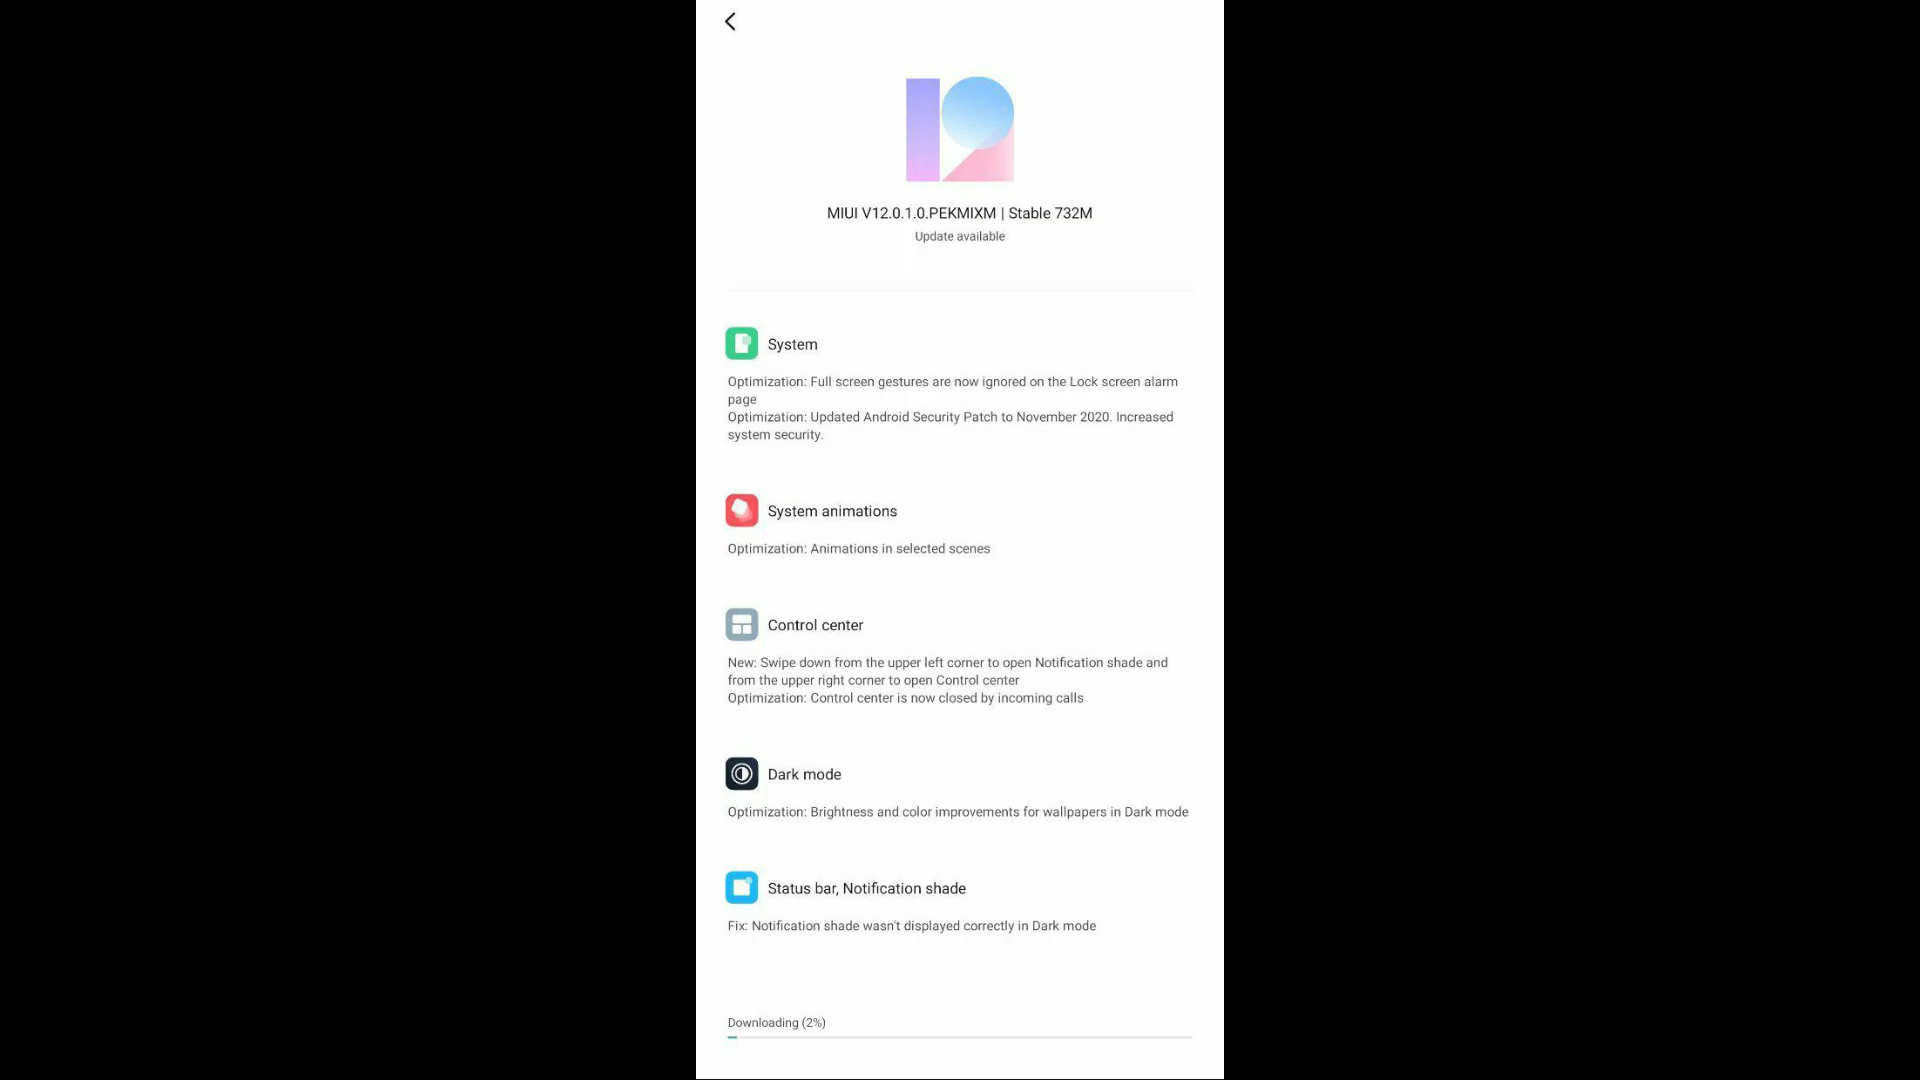 12
MIUI V12.0.1.0.PEKMIXM | Stable 732M
Update available
System
Optimization: Full screen gestures are now ignored on the Lock screen alarm
page
Optimization: Updated Android Security Patch to November 2020. Increased
system security.
System animations
Optimization: Animations in selected scenes
Control center
New: Swipe down from the upper left corner to open Notification shade and
from the upper right corner to open Control center
Optimization: Control center is now closed by incoming calls
Dark mode
Optimization: Brightness and color improvements for wallpapers in Dark mode
Status bar, Notification shade
Fix: Notification shade wasn't displayed correctly in Dark mode
Downloading (2%)